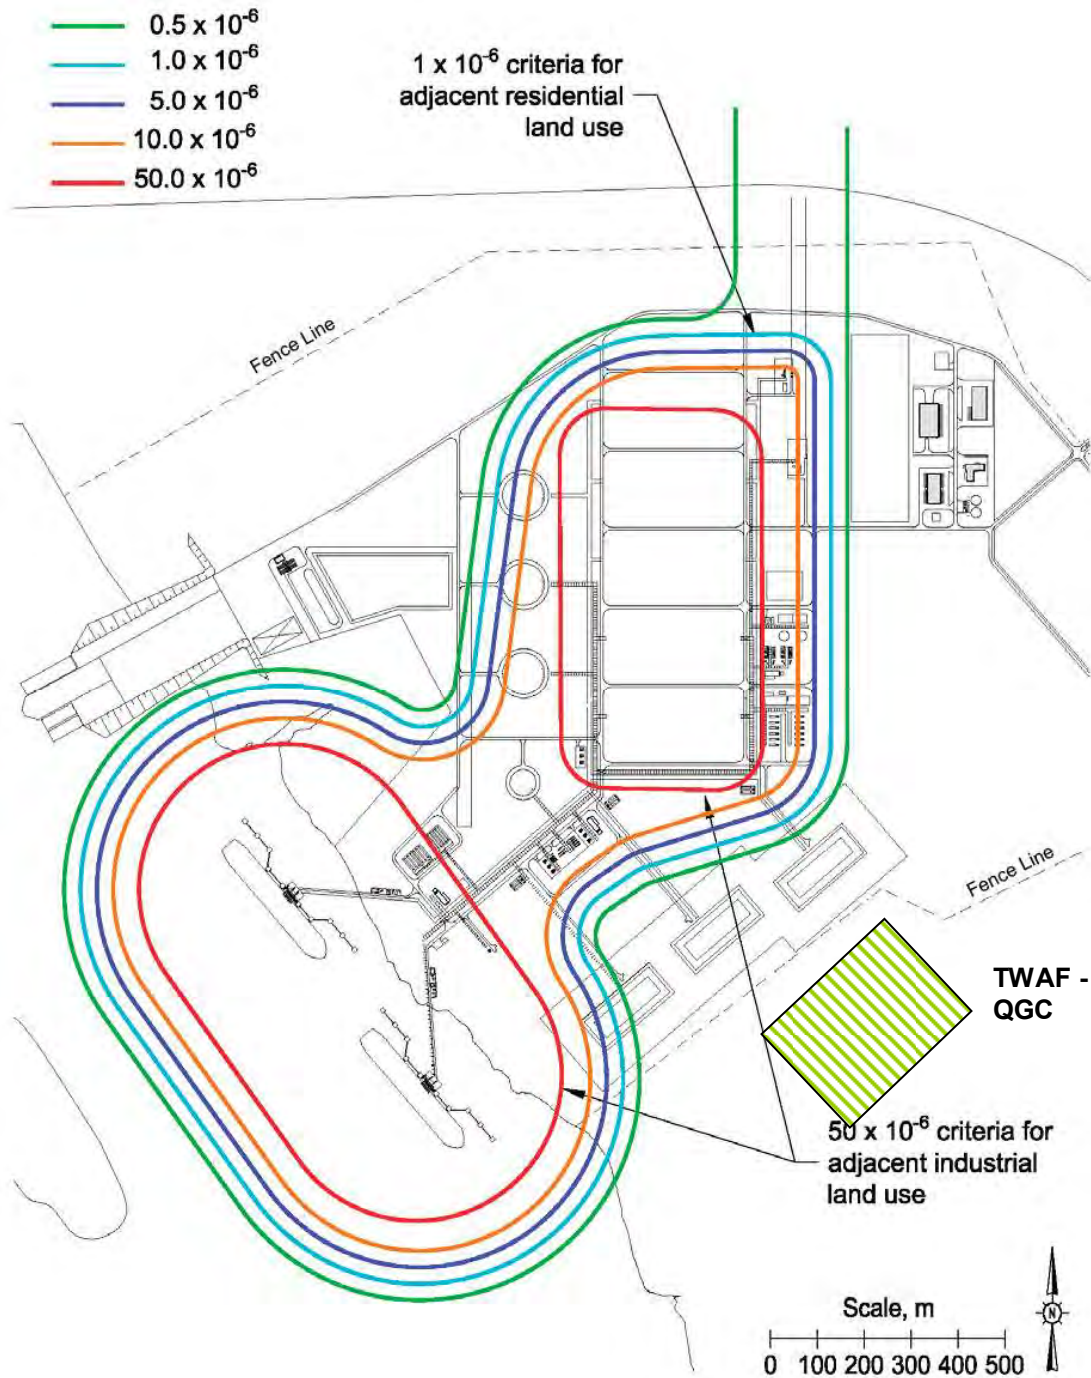 0.5 x 10⁻⁶
1.0 x 10⁻⁶
5.0 x 10⁻⁶
10.0 x 10⁻⁶
50.0 x 10⁻⁶
1 x 10⁻⁶ criteria for
adjacent residential
land use
Fence Line
Fence Line
TWAF -
QGC
50 x 10⁻⁶ criteria for
adjacent industrial
land use
Scale, m
N
0 100 200 300 400 500